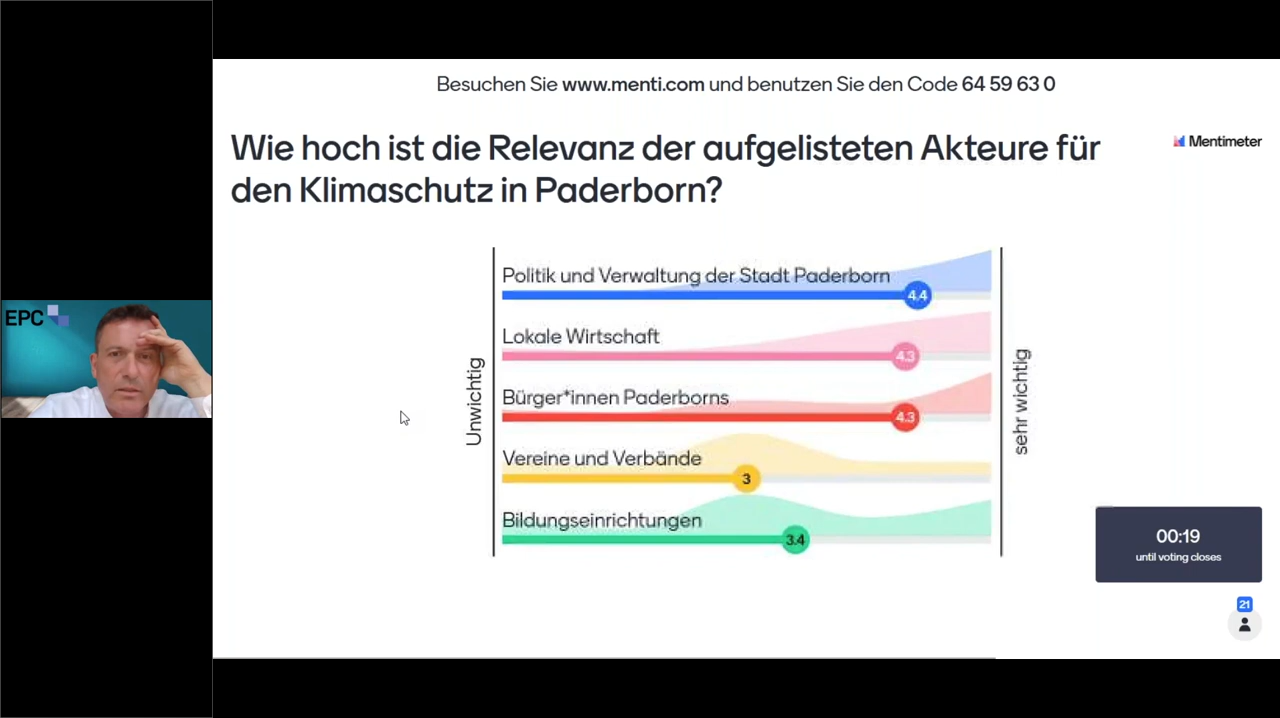 Besuchen Sie www.menti.com und benutzen Sie den Code 64 59 63 0
Wie hoch ist die Relevanz der aufgelisteten Akteure für
den Klimaschutz in Paderborn?
Mentimeter
Unwichtig
Politik und Verwaltung der Stadt Paderborn
4.4
Lokale Wirtschaft
4.3
Bürger*innen Paderborns
4.3
Vereine und Verbände
3
Bildungseinrichtungen
3.4
sehr wichtig
EPC
00:19
until voting closes
21